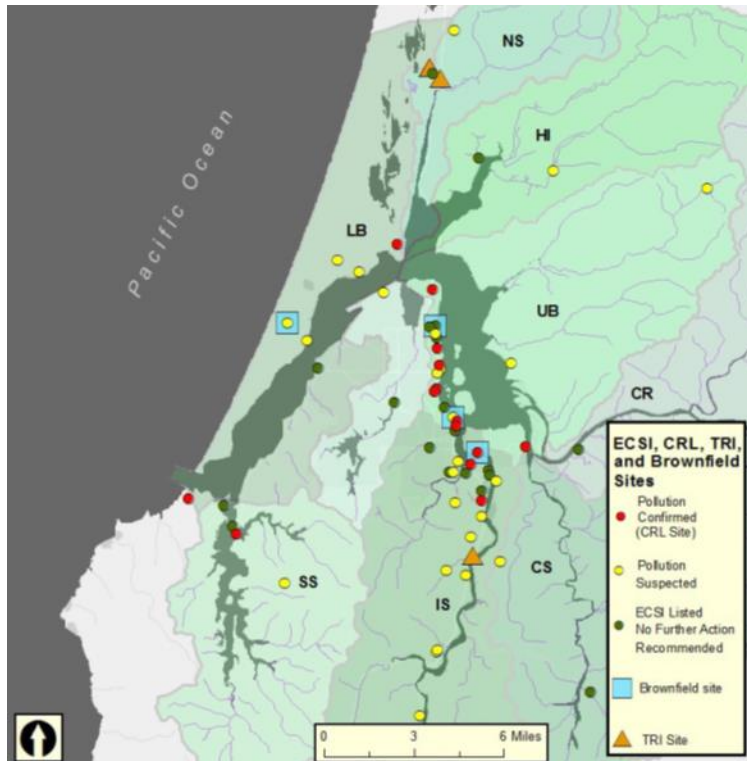 NS
HI
Pacific Ocean
LB
UB
CR
ECSI, CRL, TRI,
and Brownfield
Sites
Pollution
Confirmed
(CRL Site)
Pollution
Suspected
ECSI Listed
No Further Action
Recommended
Brownfield site
TRI Site
SS
IS
CS
0 3 6 Miles